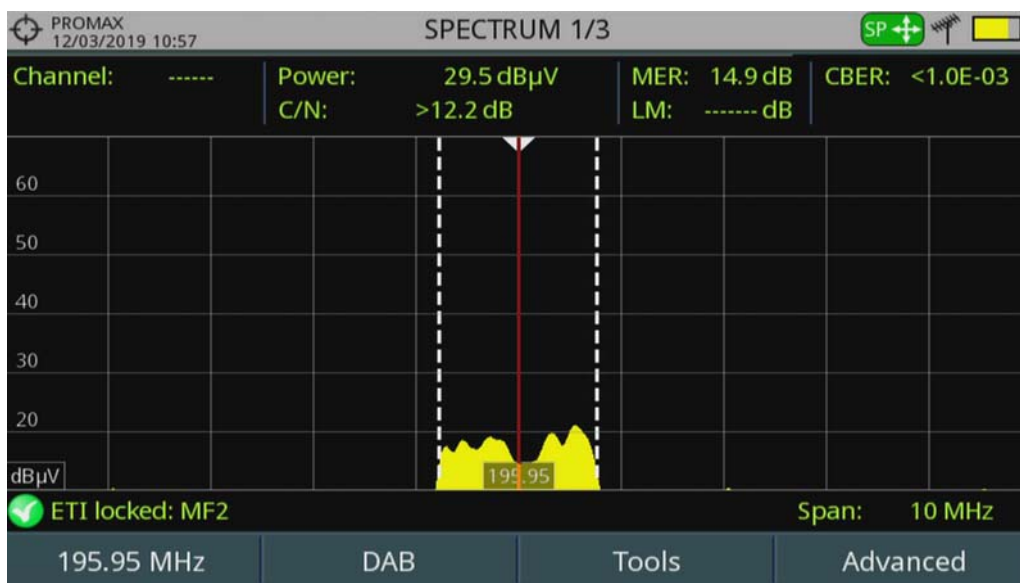 PROMAX
12/03/2019 10:57
SPECTRUM 1/3
SP
Channel: ------
Power: 29.5 dBµV
MER: 14.9 dB
CBER: <1.0E-03
C/N: >12.2 dB
LM: ------- dB
60
50
40
30
20
dBµV
195.95
ETI locked: MF2
Span: 10 MHz
195.95 MHz
DAB
Tools
Advanced